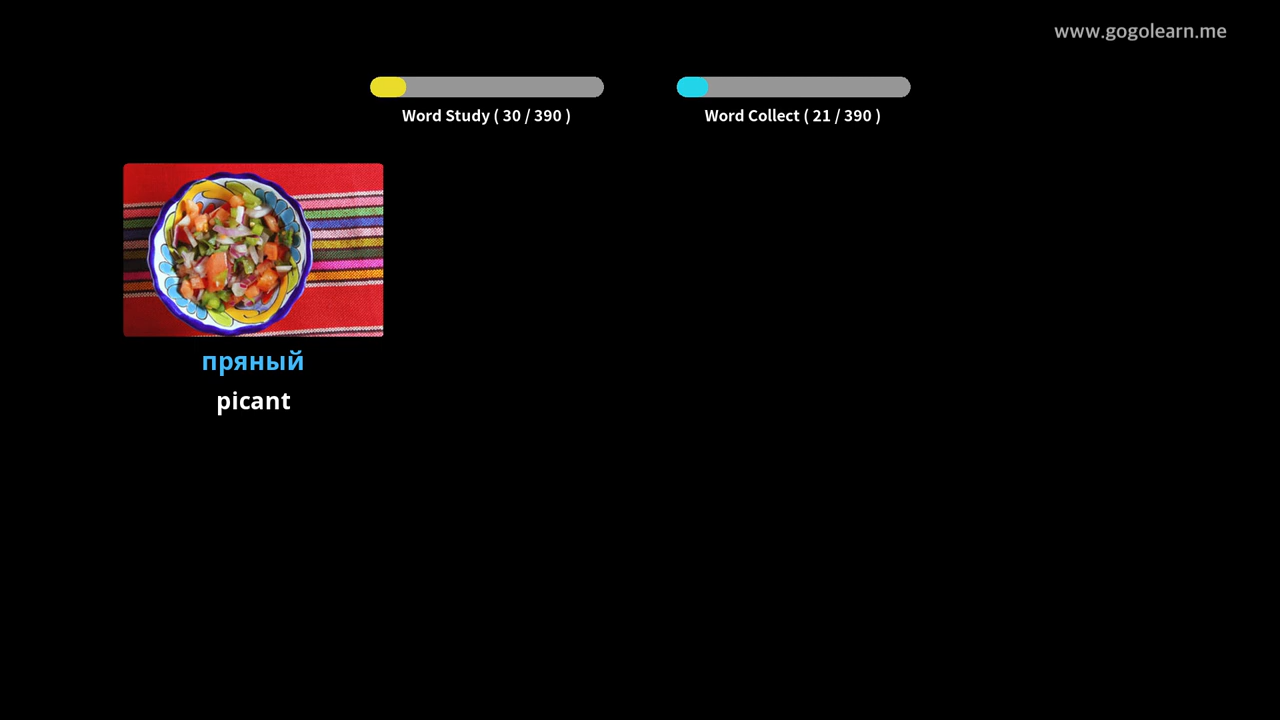 www.gogolearn.me
Word Study ( 30 / 390 )
Word Collect ( 21 / 390 )
пряный
picant